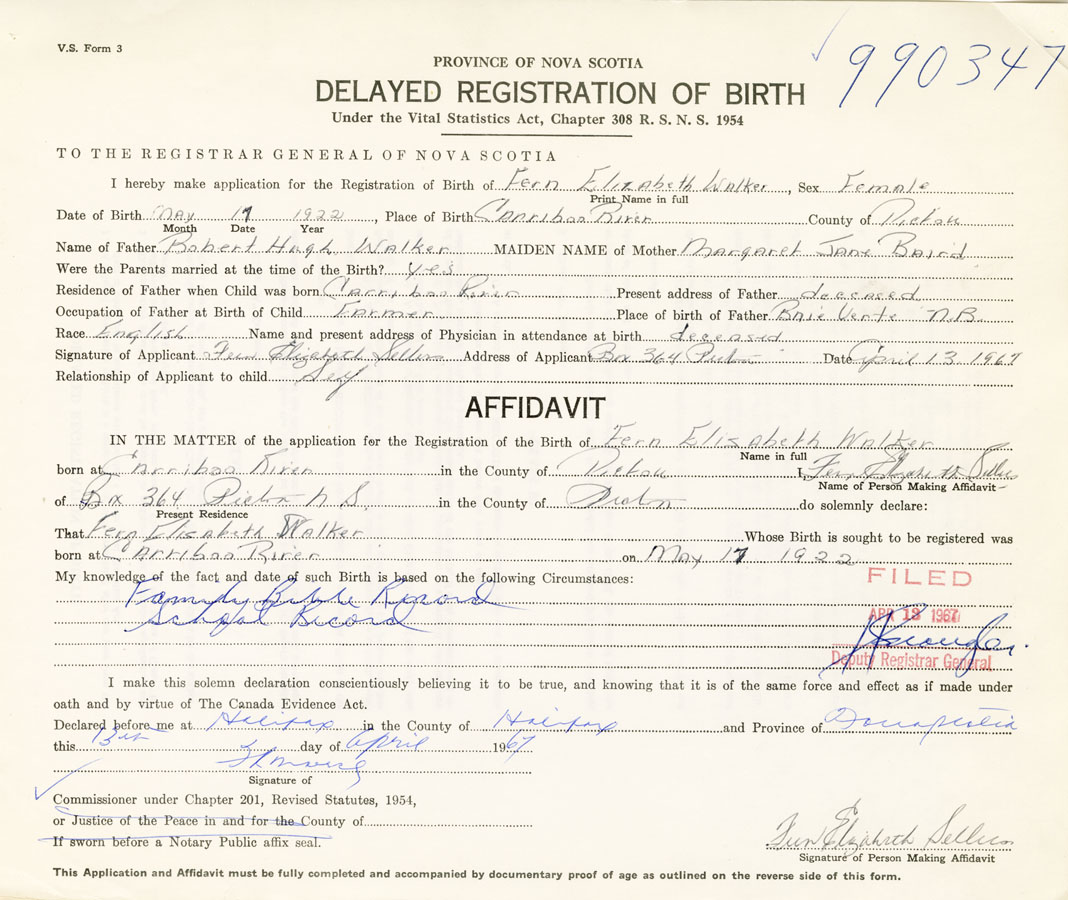 V.S. Form 3
990347
PROVINCE OF NOVA SCOTIA
DELAYED REGISTRATION OF BIRTH
Under the Vital Statistics Act, Chapter 308 R. S. N. S. 1954
TO THE REGISTRAR GENERAL OF NOVA SCOTIA
I hereby make application for the Registration of Birth of Fern Elizabeth Walker, Sex Female
Print Name in full
Date of Birth May 17 1922, Place of Birth Carriboo River County of Pictou
Month Date Year
Name of Father Robert Hugh Walker MAIDEN NAME of Mother Margaret Jane Baird
Were the Parents married at the time of the Birth? yes
Residence of Father when Child was born Carriboo River Present address of Father deceased
Occupation of Father at Birth of Child Farmer Place of birth of Father Baie Verte N.B.
Race English Name and present address of Physician in attendance at birth deceased
Signature of Applicant Fern Elizabeth Sellers Address of Applicant Box 364 Pictou Date April 13 1967
Relationship of Applicant to child Self
AFFIDAVIT
IN THE MATTER of the application for the Registration of the Birth of Fern Elizabeth Walker
Name in full
born at Carriboo River in the County of Pictou I, Fern Elizabeth Sellers
Name of Person Making Affidavit
of Box 364 Pictou N S. in the County of Pictou do solemnly declare:
Present Residence
That Fern Elizabeth Walker Whose Birth is sought to be registered was
born at Carriboo River on May 17 1922
My knowledge of the fact and date of such Birth is based on the following Circumstances:
Family Bible Record
School Record
FILED
APR 18 1967
Deputy Registrar General
I make this solemn declaration conscientiously believing it to be true, and knowing that it is of the same force and effect as if made under
oath and by virtue of The Canada Evidence Act.
Declared before me at Halifax in the County of Halifax and Province of Nova Scotia
this 13th day of April 1967
Signature of
Commissioner under Chapter 201, Revised Statutes, 1954,
or Justice of the Peace in and for the County of
If sworn before a Notary Public affix seal.
Fern Elizabeth Sellers
Signature of Person Making Affidavit
This Application and Affidavit must be fully completed and accompanied by documentary proof of age as outlined on the reverse side of this form.